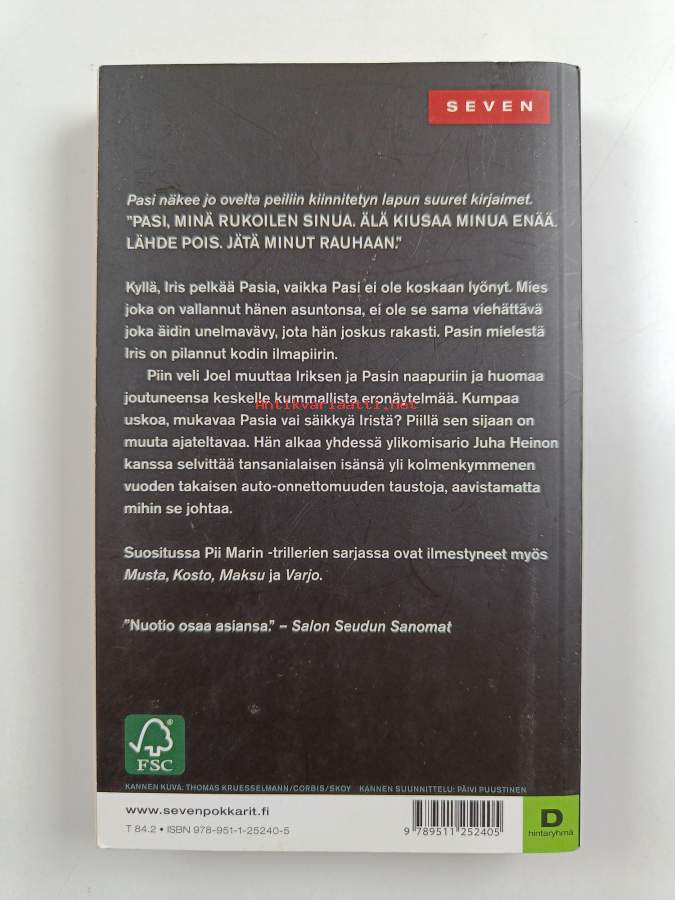 SEVEN
Pasi näkee jo ovelta peiliin kiinnitetyn lapun suuret kirjaimet.
"PASI, MINÄ RUKOILEN SINUA. ÄLÄ KIUSAA MINUA ENÄÄ.
LÄHDE POIS. JÄTÄ MINUT RAUHAAN."
Kyllä, Iris pelkää Pasia, vaikka Pasi ei ole koskaan lyönyt. Mies
joka on vallannut hänen asuntonsa, ei ole se sama viehättävä
joka äidin unelmavävy, jota hän joskus rakasti. Pasin mielestä
Iris on pilannut kodin ilmapiirin.
Piin veli Joel muuttaa Iriksen ja Pasin naapuriin ja huomaa
joutuneensa keskelle kummallista eronäytelmää. Kumpaa
Antikvariaatti.net
uskoa, mukavaa Pasia vai säikkyä Iristä? Piillä sen sijaan on
muuta ajateltavaa. Hän alkaa yhdessä ylikomisario Juha Heinon
kanssa selvittää tansanialaisen isänsä yli kolmenkymmenen
vuoden takaisen auto-onnettomuuden taustoja, aavistamatta
mihin se johtaa.
Suositussa Pii Marin -trillerien sarjassa ovat ilmestyneet myös
Musta, Kosto, Maksu ja Varjo.
"Nuotio osaa asiansa." – Salon Seudun Sanomat
FSC
KANNEN KUVA: THOMAS KRUESSELMANN/CORBIS/SKOY KANNEN SUUNNITTELU: PÄIVI PUUSTINEN
www.sevenpokkarit.fi
T 84.2 • ISBN 978-951-1-25240-5
9 789511 252405
D
hintaryhmä